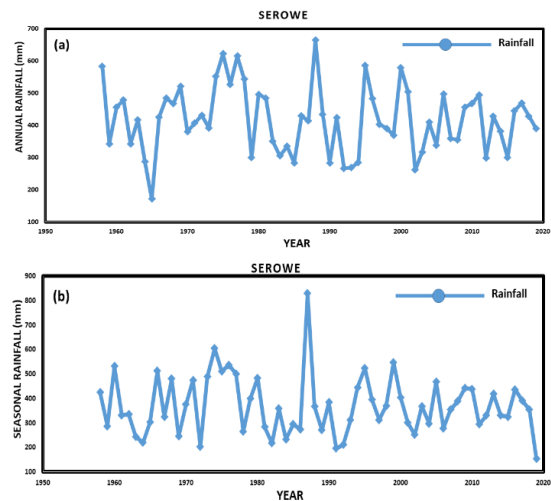 SEROWE
(a)
Rainfall
ANNUAL RAINFALL (mm)
700
600
500
400
300
200
100
1950 1960 1970 1980 1990 2000 2010 2020
YEAR
SEROWE
(b)
Rainfall
SEASONAL RAINFALL (mm)
900
800
700
600
500
400
300
200
100
1950 1960 1970 1980 1990 2000 2010 2020
YEAR